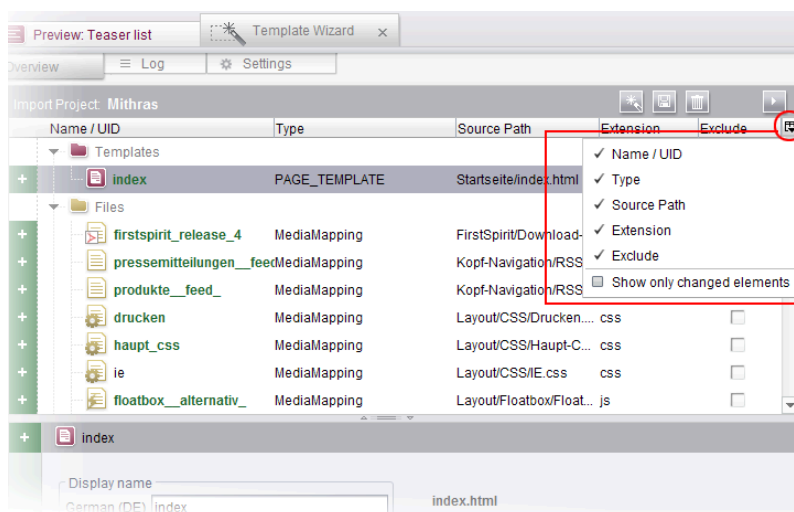 Preview: Teaser list
Template Wizard
Overview
Log
Settings
Import Project: Mithras
Name / UID Type Source Path Extension Exclude
Templates
index PAGE_TEMPLATE Startseite/index.html
Files
firstspirit_release_4 MediaMapping FirstSpirit/Download-
pressemitteilungen__feed MediaMapping Kopf-Navigation/RSS
produkte__feed_ MediaMapping Kopf-Navigation/RSS
drucken MediaMapping Layout/CSS/Drucken.... css
haupt_css MediaMapping Layout/CSS/Haupt-C... css
ie MediaMapping Layout/CSS/IE.css css
floatbox__alternativ_ MediaMapping Layout/Floatbox/Float... js
Name / UID
Type
Source Path
Extension
Exclude
Show only changed elements
index
Display name
German (DE) index
index.html